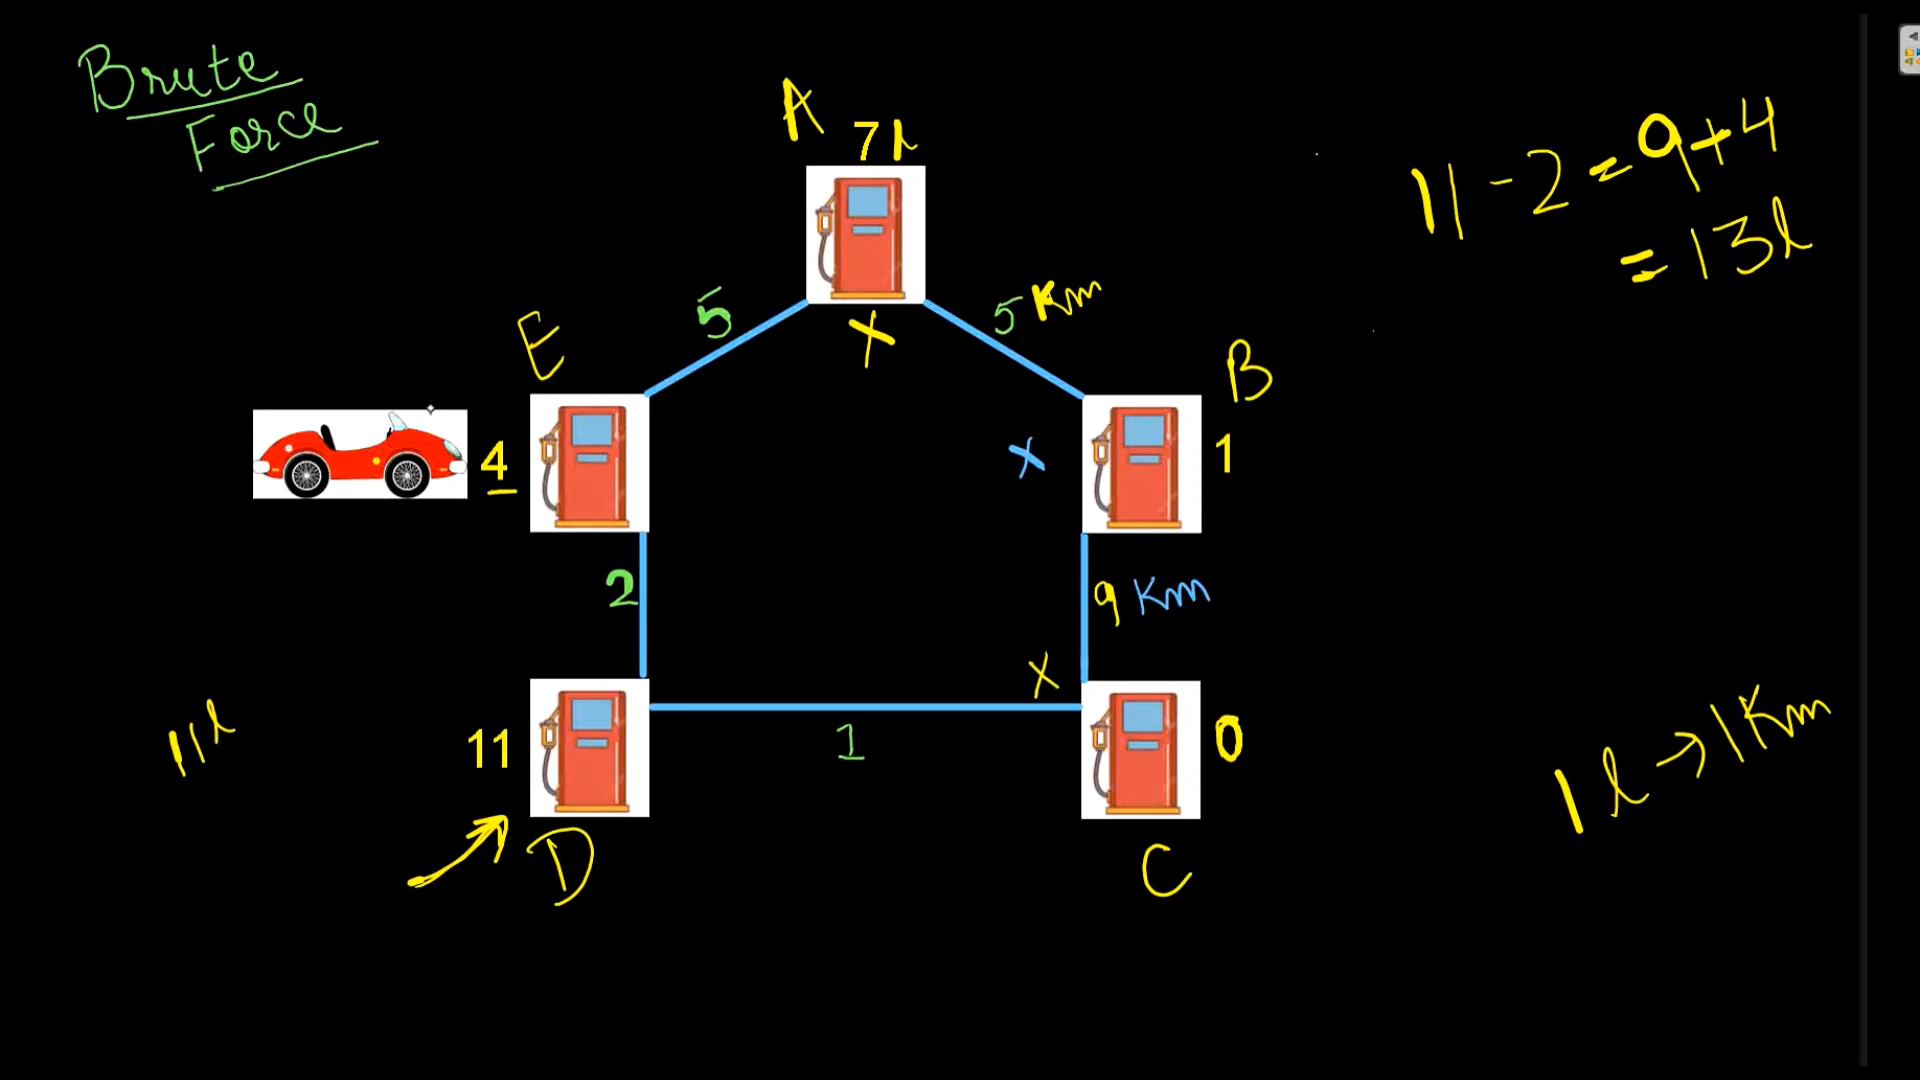 Brute
Force
A
7l
11-2=9+4
=13l
5
5 Km
X
E
B
4
X
1
2
9 Km
X
11l
11
1
0
1l→1Km
D
C